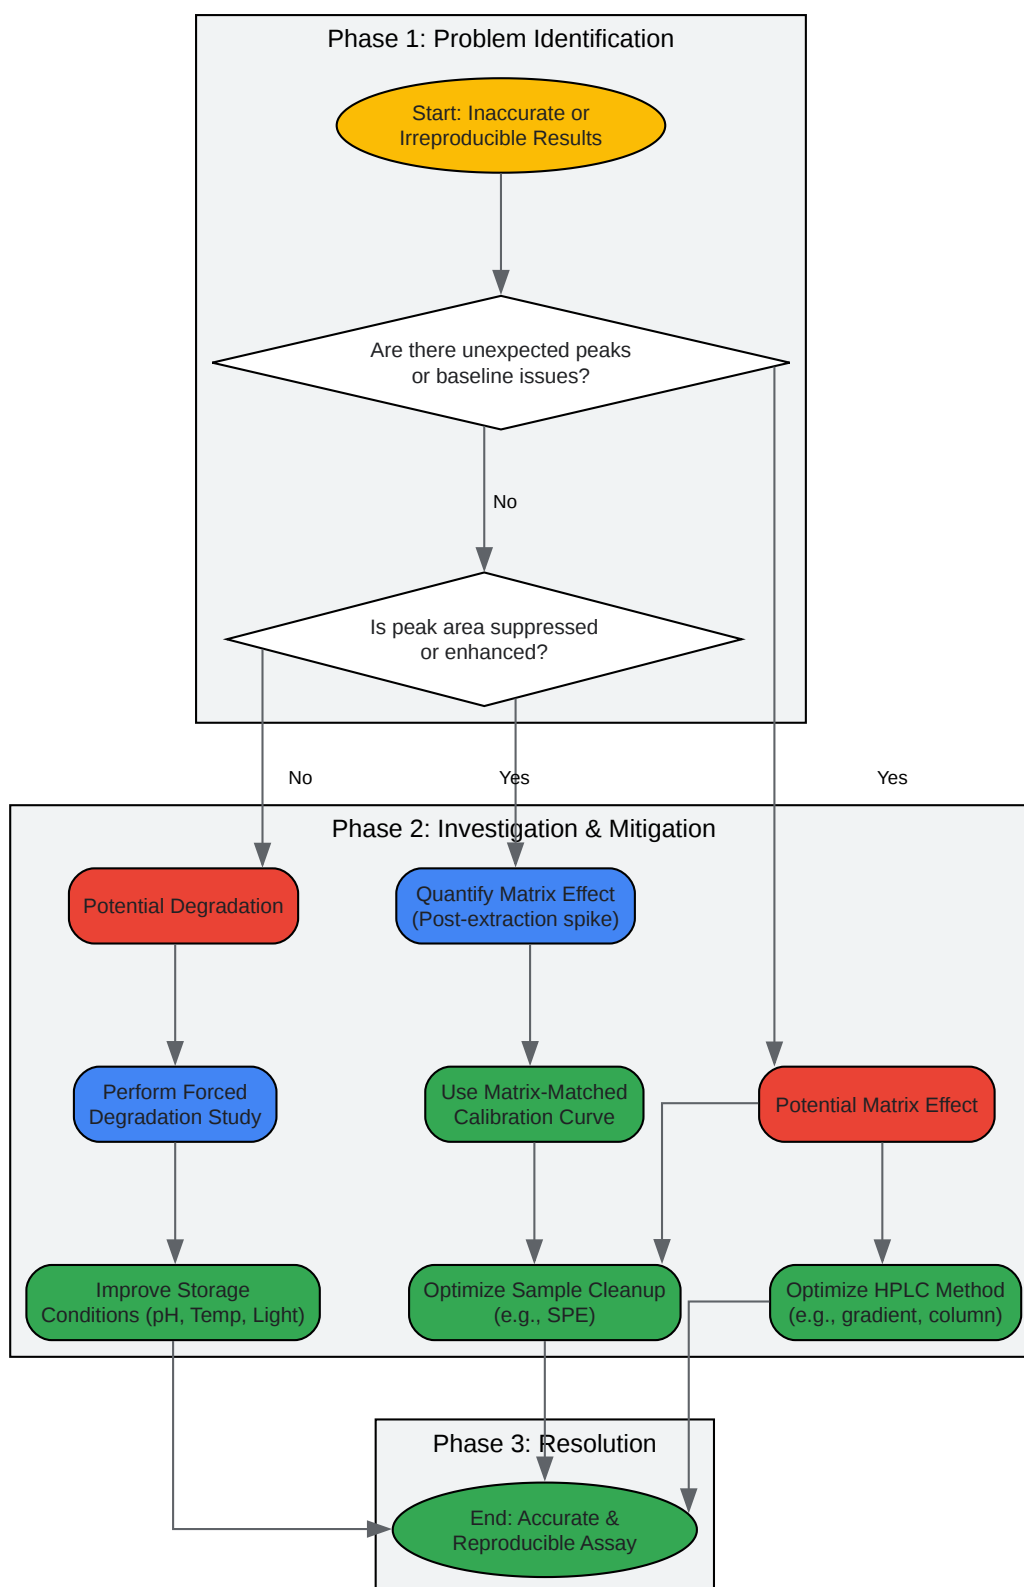 Phase 1: Problem Identification
Start: Inaccurate or
Irreproducible Results
Are there unexpected peaks
or baseline issues?
No
Is peak area suppressed
or enhanced?
No
Yes
Yes
Phase 2: Investigation & Mitigation
Potential Degradation
Quantify Matrix Effect
(Post-extraction spike)
Perform Forced
Degradation Study
Use Matrix-Matched
Calibration Curve
Potential Matrix Effect
Improve Storage
Conditions (pH, Temp, Light)
Optimize Sample Cleanup
(e.g., SPE)
Optimize HPLC Method
(e.g., gradient, column)
Phase 3: Resolution
End: Accurate &
Reproducible Assay